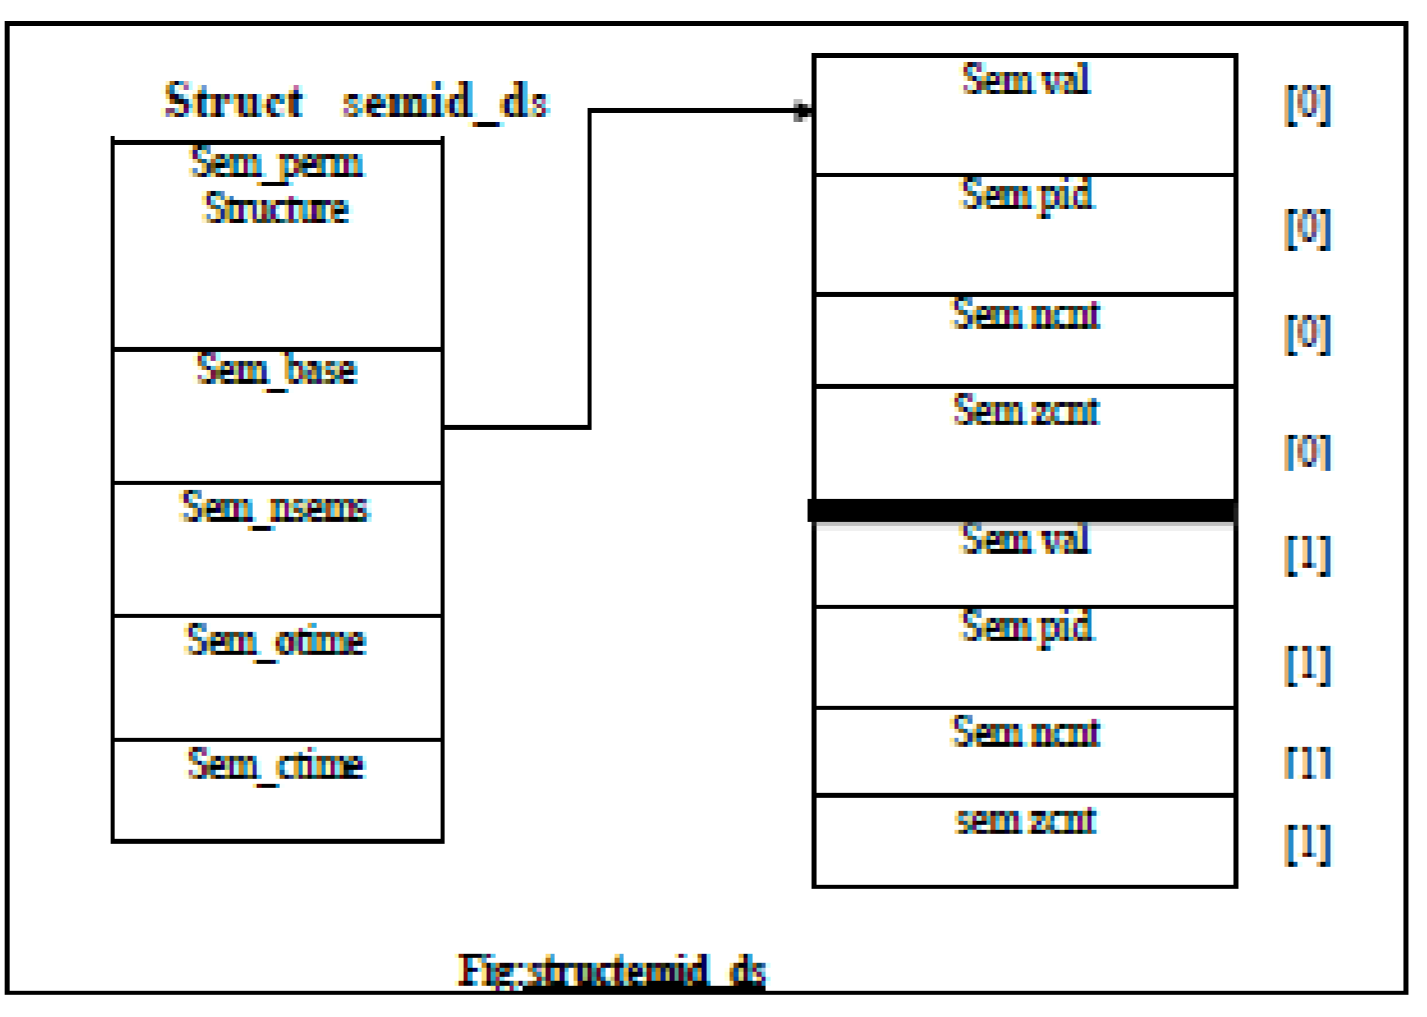 Struct semid_ds
Sem_perm
Structure
Sem_base
Sem_nsems
Sem_otime
Sem_ctime
Sem val [0]
Sem pid [0]
Sem ncnt [0]
Sem zcnt [0]
Sem val [1]
Sem pid [1]
Sem ncnt [1]
sem zcnt [1]
Fig:structemid_ds